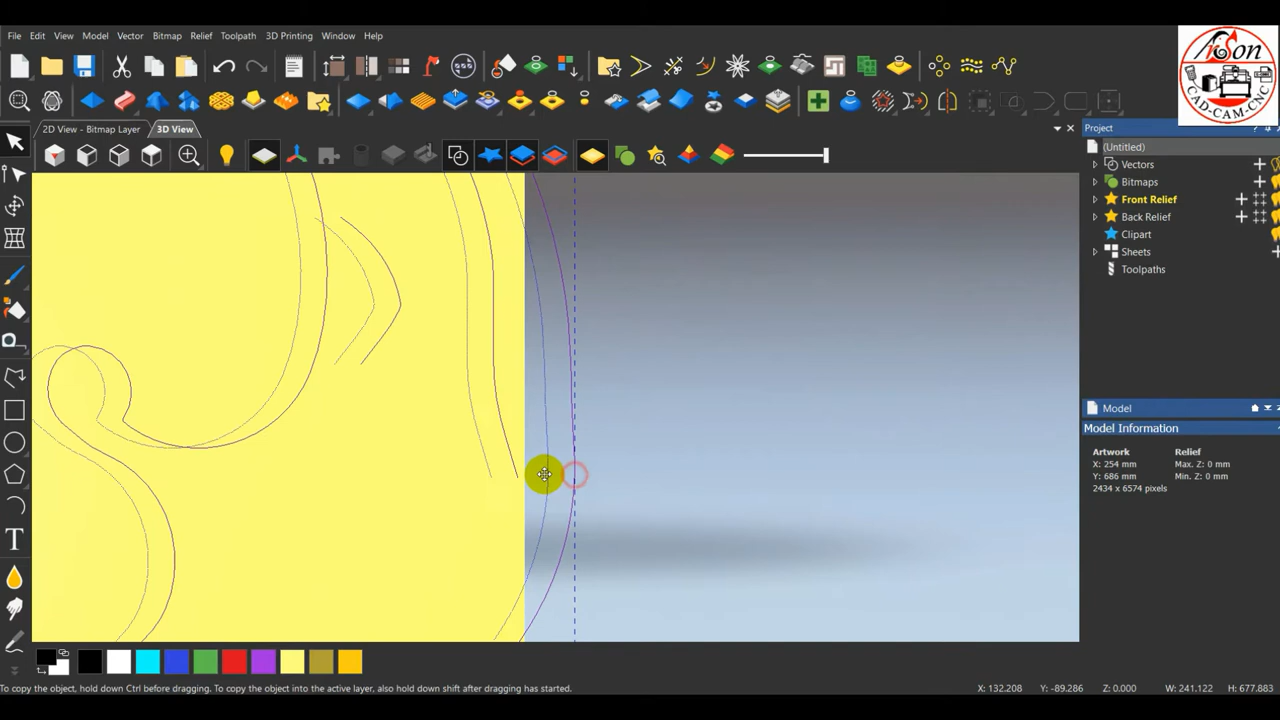 File Edit View Model Vector Bitmap Relief Toolpath 3D Printing Window Help
AiSon
CAD-CAM-CNC
2D View - Bitmap Layer 3D View
Project
(Untitled)
Vectors
Bitmaps
Front Relief
Back Relief
Clipart
Sheets
Toolpaths
Model
Model Information
Artwork Relief
X: 254 mm Max. Z: 0 mm
Y: 686 mm Min. Z: 0 mm
2434 x 6574 pixels
To copy the object, hold down Ctrl before dragging. To copy the object into the active layer, also hold down shift after dragging has started. X: 132.208 Y: -89.286 Z: 0.000 W: 241.122 H: 677.883